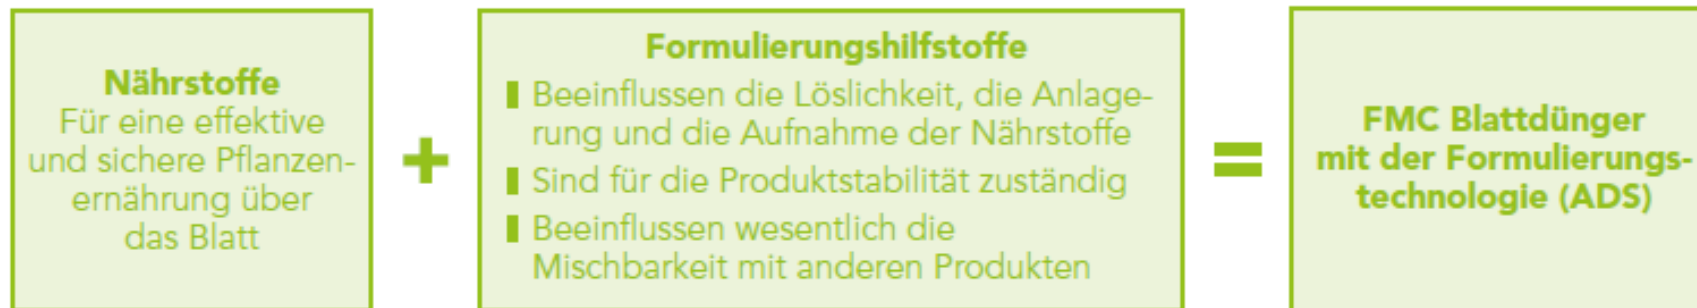 Nährstoffe
Für eine effektive
und sichere Pflanzen-
ernährung über
das Blatt
+
Formulierungshilfstoffe
Beeinflussen die Löslichkeit, die Anlage-
rung und die Aufnahme der Nährstoffe
Sind für die Produktstabilität zuständig
Beeinflussen wesentlich die
Mischbarkeit mit anderen Produkten
=
FMC Blattdünger
mit der Formulierungs-
technologie (ADS)